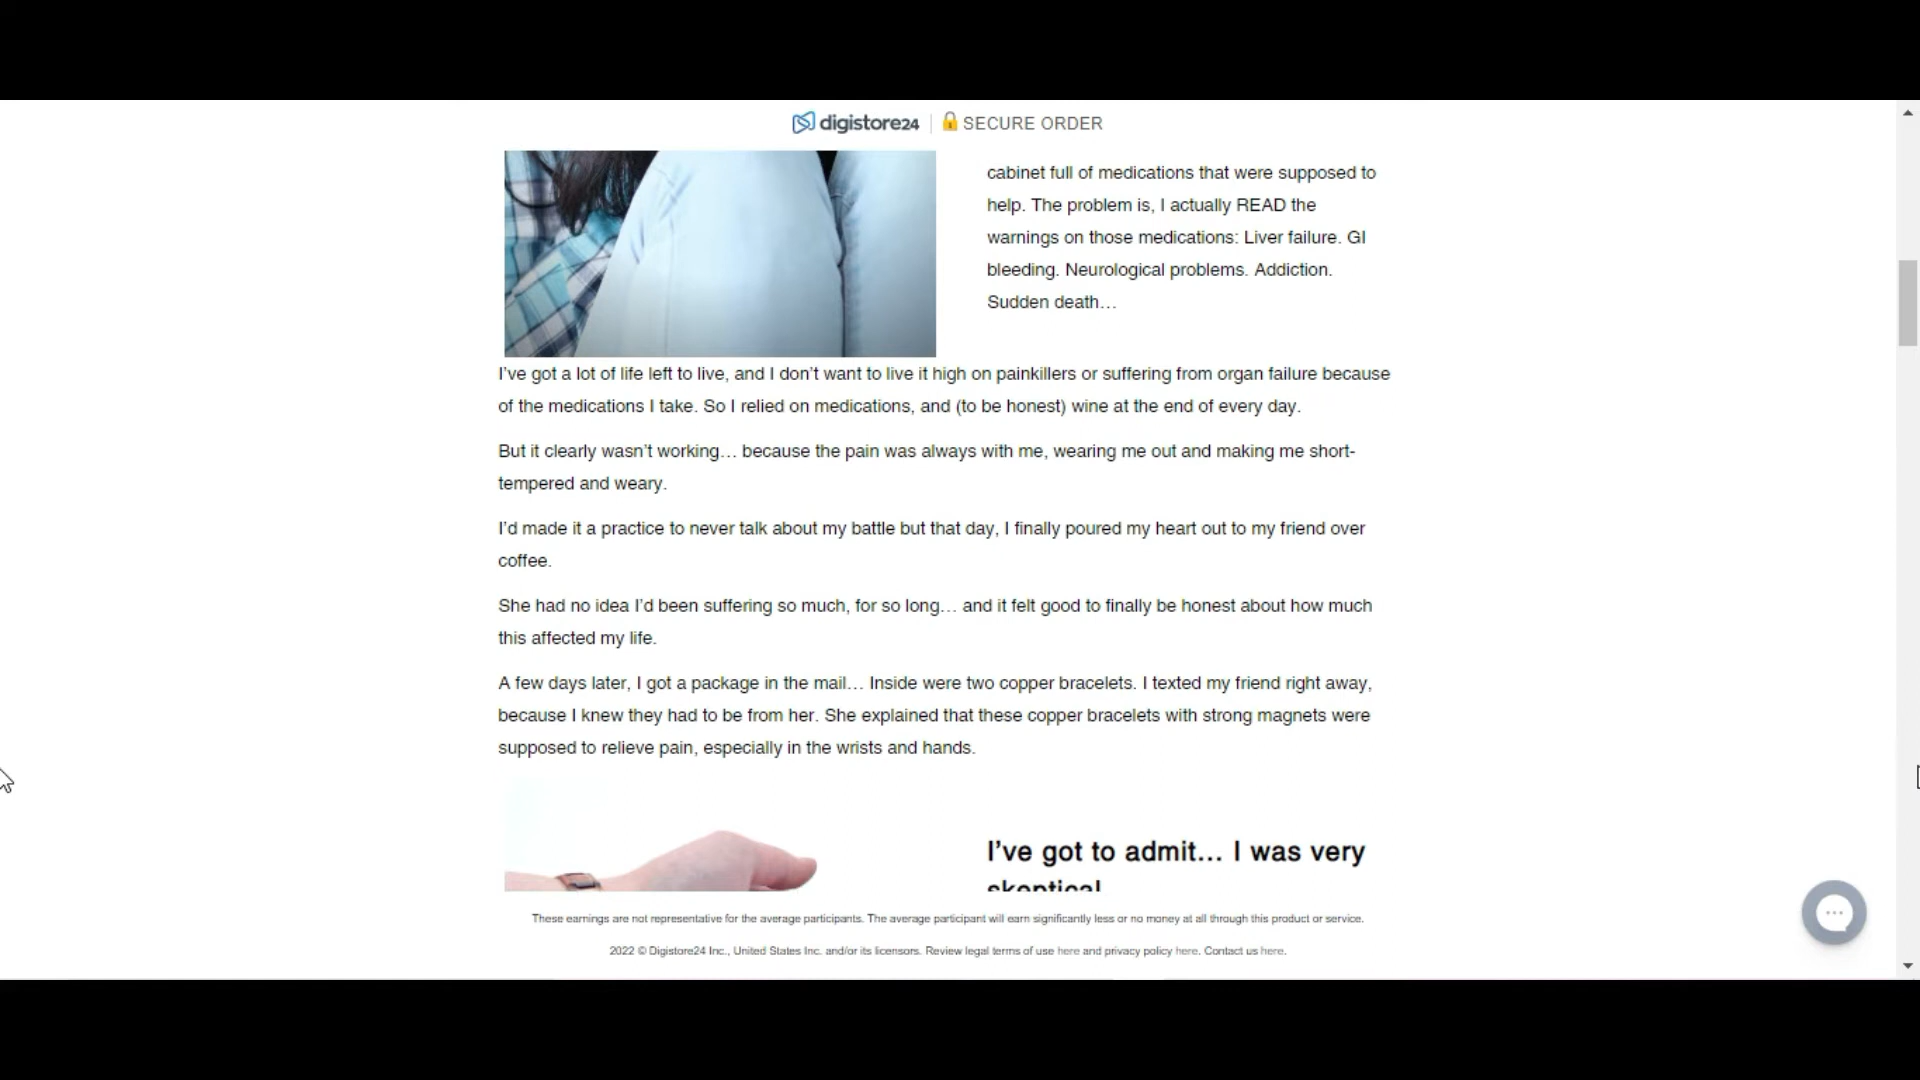 digistore24 SECURE ORDER
cabinet full of medications that were supposed to
help. The problem is, I actually READ the
warnings on those medications: Liver failure. GI
bleeding. Neurological problems. Addiction.
Sudden death…
I’ve got a lot of life left to live, and I don’t want to live it high on painkillers or suffering from organ failure because
of the medications I take. So I relied on medications, and (to be honest) wine at the end of every day.
But it clearly wasn’t working… because the pain was always with me, wearing me out and making me short-
tempered and weary.
I’d made it a practice to never talk about my battle but that day, I finally poured my heart out to my friend over
coffee.
She had no idea I’d been suffering so much, for so long… and it felt good to finally be honest about how much
this affected my life.
A few days later, I got a package in the mail… Inside were two copper bracelets. I texted my friend right away,
because I knew they had to be from her. She explained that these copper bracelets with strong magnets were
supposed to relieve pain, especially in the wrists and hands.
I’ve got to admit… I was very
skeptical
These earnings are not representative for the average participants. The average participant will earn significantly less or no money at all through this product or service.
2022 © Digistore24 Inc., United States Inc. and/or its licensors. Review legal terms of use here and privacy policy here. Contact us here.